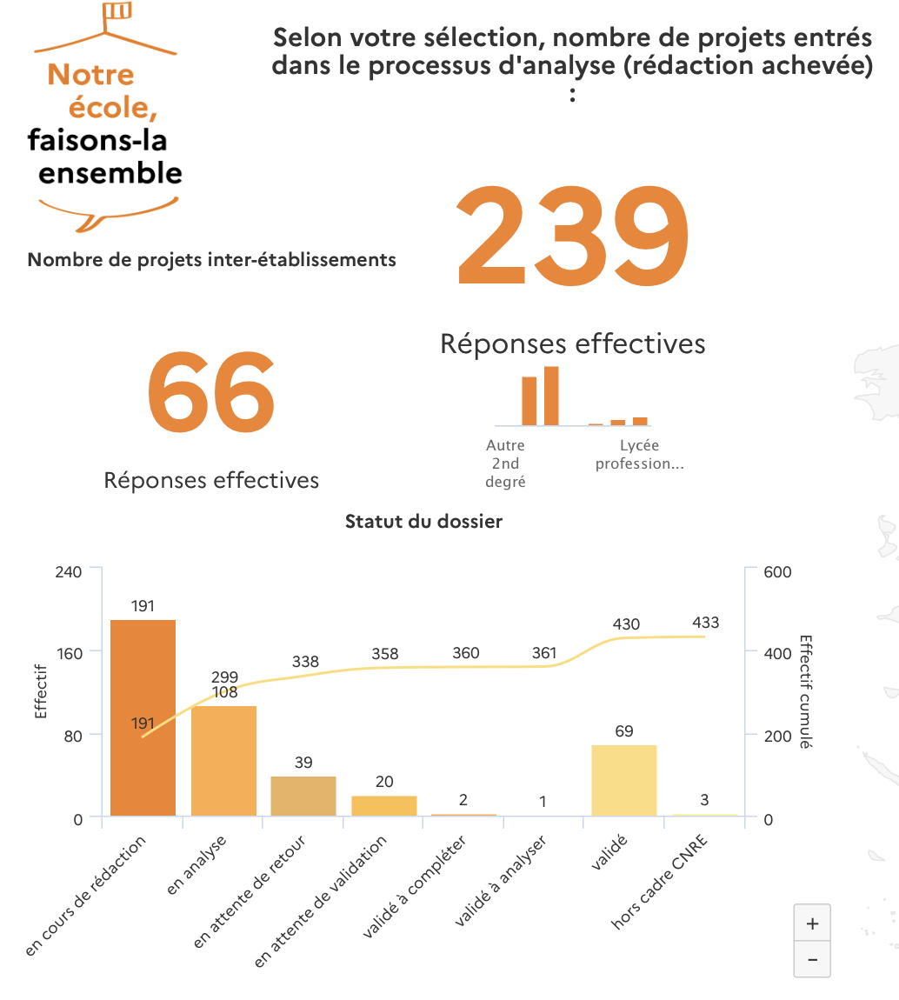 Notre
école,
faisons-la
ensemble
Selon votre sélection, nombre de projets entrés
dans le processus d'analyse (rédaction achevée)
:
239
Réponses effectives
Autre
2nd
degré
Lycée
profession...
Nombre de projets inter-établissements
66
Réponses effectives
Statut du dossier
Effectif
240
160
80
0
191
108
39
20
2
1
69
3
191
299
338
358
360
361
430
433
600
400
200
0
Effectif cumulé
en cours de rédaction
en analyse
en attente de retour
en attente de validation
validé à compléter
validé à analyser
validé
hors cadre CNRE
+
−